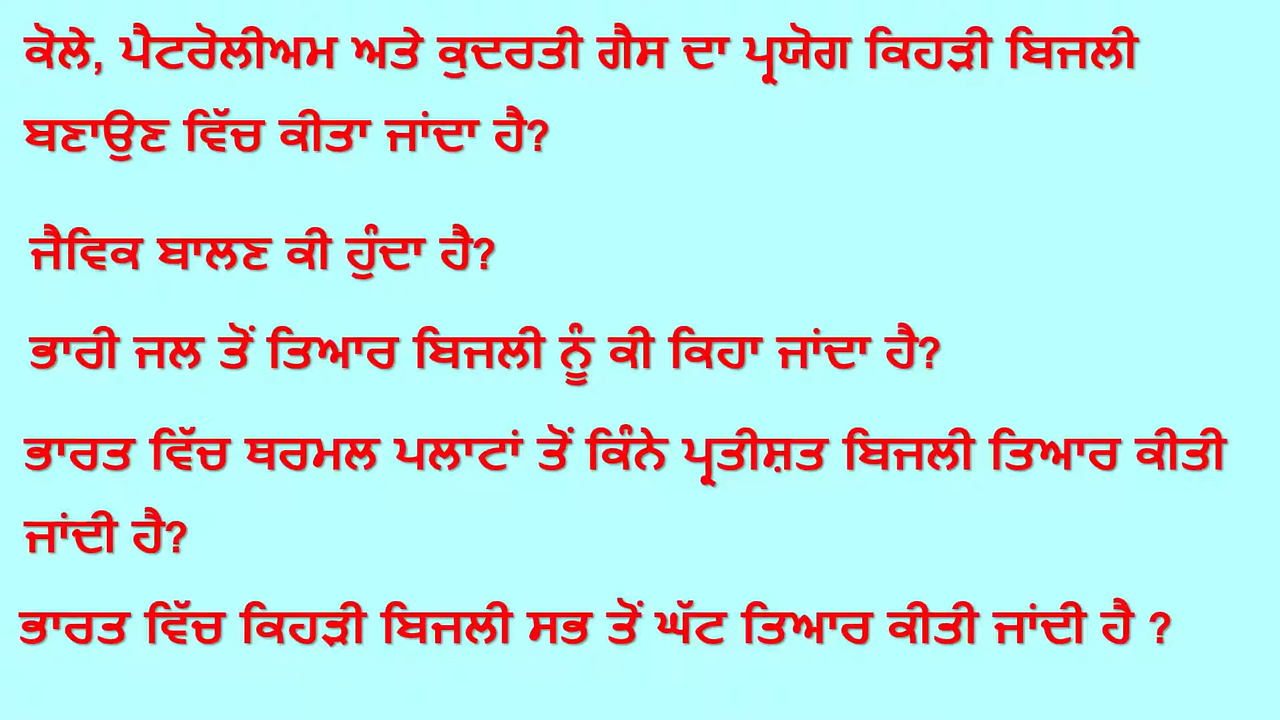 ਕੋਲੇ, ਪੈਟਰੋਲੀਅਮ ਅਤੇ ਕੁਦਰਤੀ ਗੈਸ ਦਾ ਪ੍ਰਯੋਗ ਕਿਹੜੀ ਬਿਜਲੀ
ਬਣਾਉਣ ਵਿੱਚ ਕੀਤਾ ਜਾਂਦਾ ਹੈ?
ਜੈਵਿਕ ਬਾਲਣ ਕੀ ਹੁੰਦਾ ਹੈ?
ਭਾਰੀ ਜਲ ਤੋਂ ਤਿਆਰ ਬਿਜਲੀ ਨੂੰ ਕੀ ਕਿਹਾ ਜਾਂਦਾ ਹੈ?
ਭਾਰਤ ਵਿੱਚ ਥਰਮਲ ਪਲਾਟਾਂ ਤੋਂ ਕਿੰਨੇ ਪ੍ਰਤੀਸ਼ਤ ਬਿਜਲੀ ਤਿਆਰ ਕੀਤੀ
ਜਾਂਦੀ ਹੈ?
ਭਾਰਤ ਵਿੱਚ ਕਿਹੜੀ ਬਿਜਲੀ ਸਭ ਤੋਂ ਘੱਟ ਤਿਆਰ ਕੀਤੀ ਜਾਂਦੀ ਹੈ ?